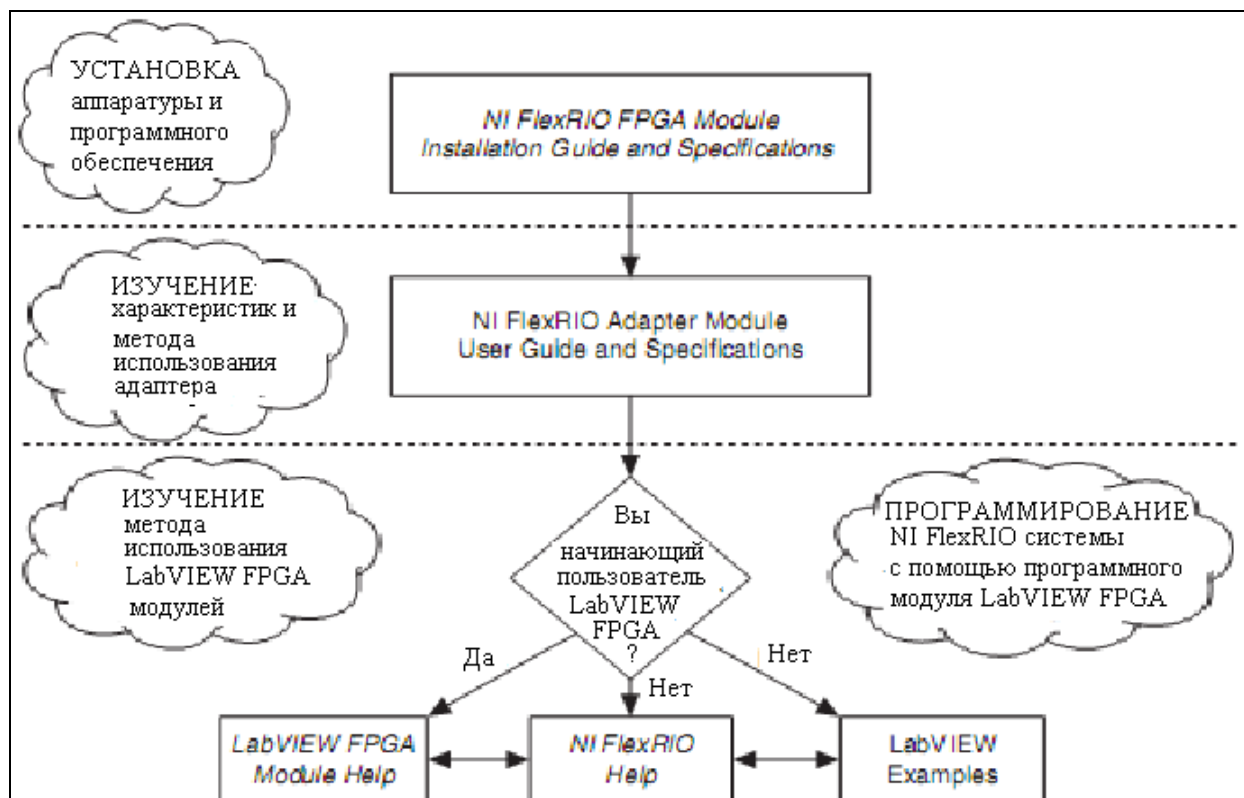 УСТАНОВКА
аппаратуры и
программного
обеспечения
NI FlexRIO FPGA Module
Installation Guide and Specifications
ИЗУЧЕНИЕ
характеристик и
метода
использования
адаптера
NI FlexRIO Adapter Module
User Guide and Specifications
ИЗУЧЕНИЕ
метода
использования
LabVIEW FPGA
модулей
Вы
начинающий
пользователь
LabVIEW
FPGA
?
ПРОГРАММИРОВАНИЕ
NI FlexRIO системы
с помощью программного
модуля LabVIEW FPGA
Да
Нет
Нет
LabVIEW FPGA
Module Help
NI FlexRIO
Help
LabVIEW
Examples